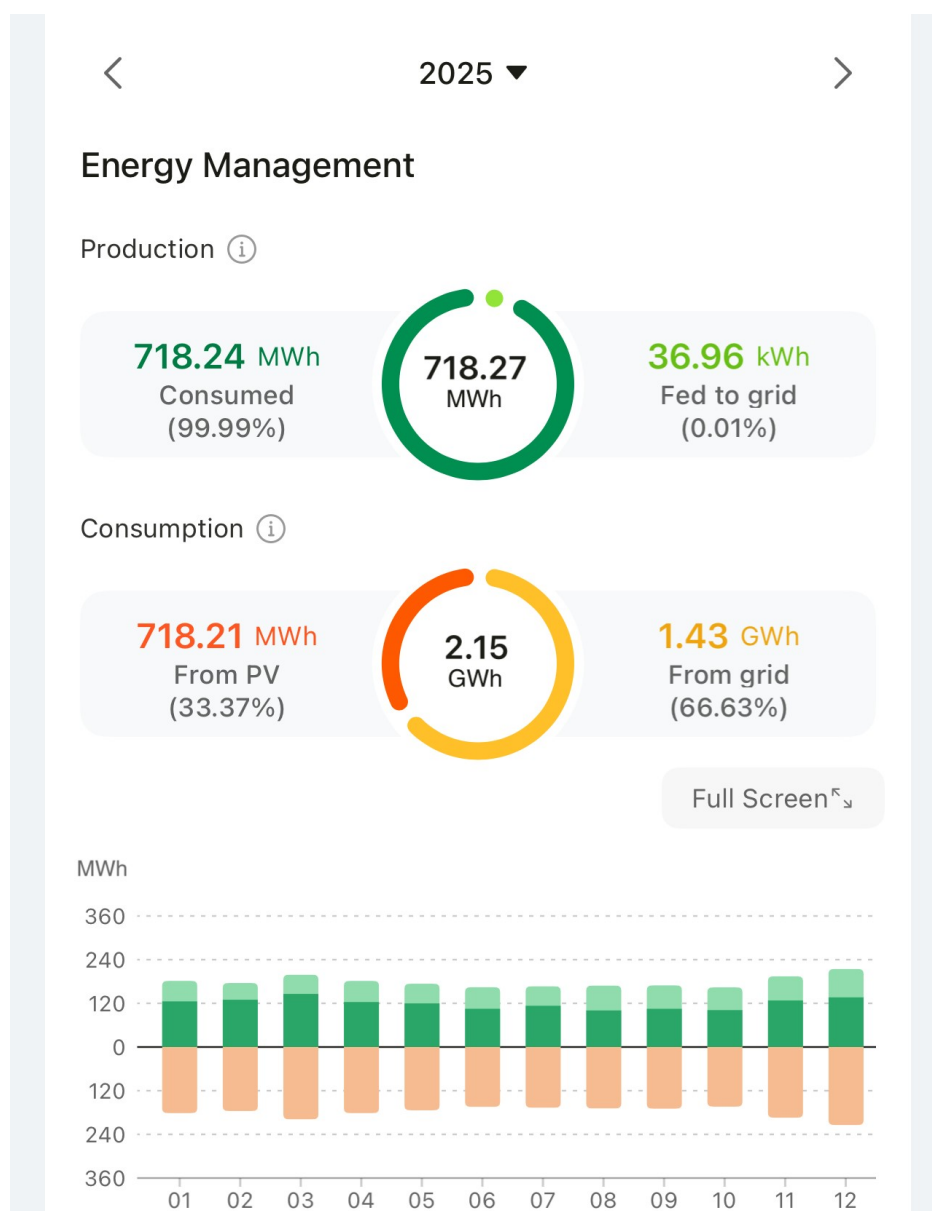 2025
Energy Management
Production
718.24 MWh
Consumed
(99.99%)
718.27
MWh
36.96 kWh
Fed to grid
(0.01%)
Consumption
718.21 MWh
From PV
(33.37%)
2.15
GWh
1.43 GWh
From grid
(66.63%)
Full Screen
MWh
360
240
120
0
120
240
360
01 02 03 04 05 06 07 08 09 10 11 12